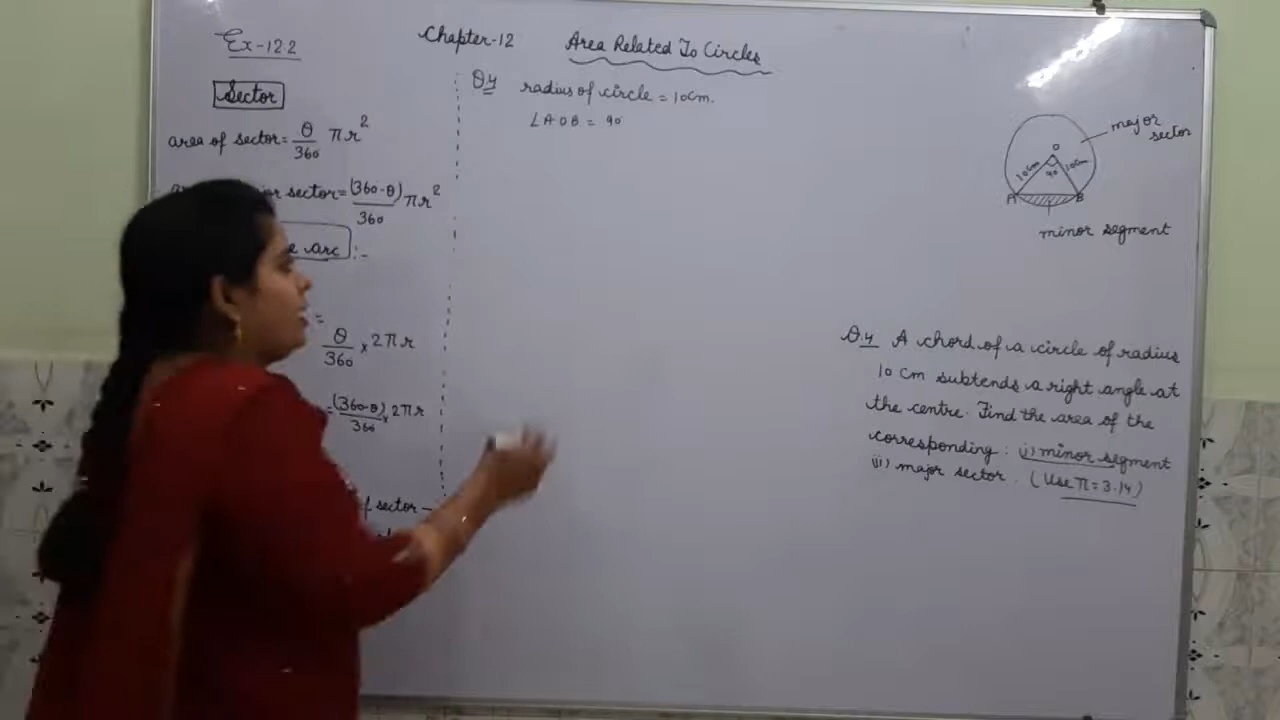 Ex-12.2
Chapter-12
Area Related To Circles
Sector
area of sector = θ/360 πr²
sector = (360-θ)/360 πr²
arc :-
=
θ/360 × 2πr
= (360-θ)/360 × 2πr
of sector -
Q.4 radius of circle = 10cm.
∠AOB = 90
major sector
O
10cm
90
10cm
A
B
minor segment
Q.4 A chord of a circle of radius
10 cm subtends a right angle at
the centre. Find the area of the
corresponding : (i) minor segment
(ii) major sector. (Use π = 3.14)